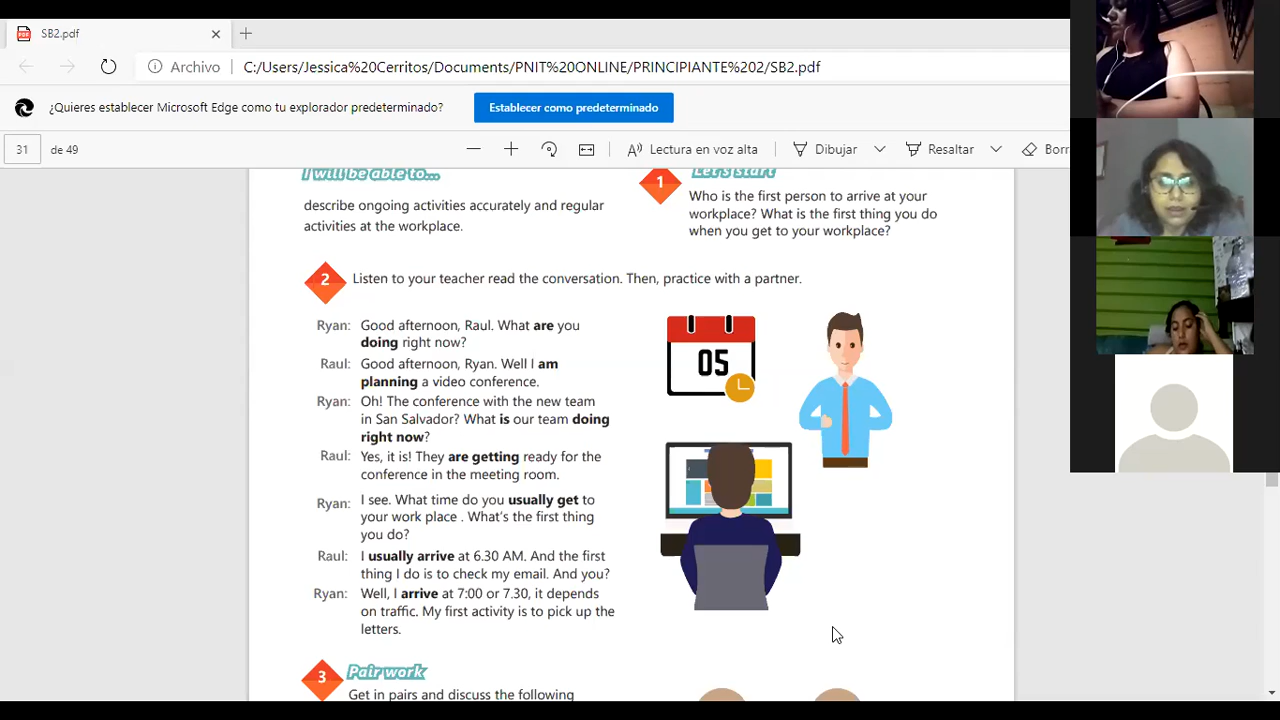 SB2.pdf
Archivo C:/Users/Jessica%20Cerritos/Documents/PNIT%20ONLINE/PRINCIPIANTE%202/SB2.pdf
¿Quieres establecer Microsoft Edge como tu explorador predeterminado? Establecer como predeterminado
31 de 49 Lectura en voz alta Dibujar Resaltar Borr
I will be able to...
describe ongoing activities accurately and regular
activities at the workplace.
1 Let's start
Who is the first person to arrive at your
workplace? What is the first thing you do
when you get to your workplace?
2 Listen to your teacher read the conversation. Then, practice with a partner.
Ryan: Good afternoon, Raul. What are you
doing right now?
Raul: Good afternoon, Ryan. Well I am
planning a video conference.
Ryan: Oh! The conference with the new team
in San Salvador? What is our team doing
right now?
Raul: Yes, it is! They are getting ready for the
conference in the meeting room.
Ryan: I see. What time do you usually get to
your work place . What's the first thing
you do?
Raul: I usually arrive at 6.30 AM. And the first
thing I do is to check my email. And you?
Ryan: Well, I arrive at 7:00 or 7.30, it depends
on traffic. My first activity is to pick up the
letters.
05
3 Pair work
Get in pairs and discuss the following